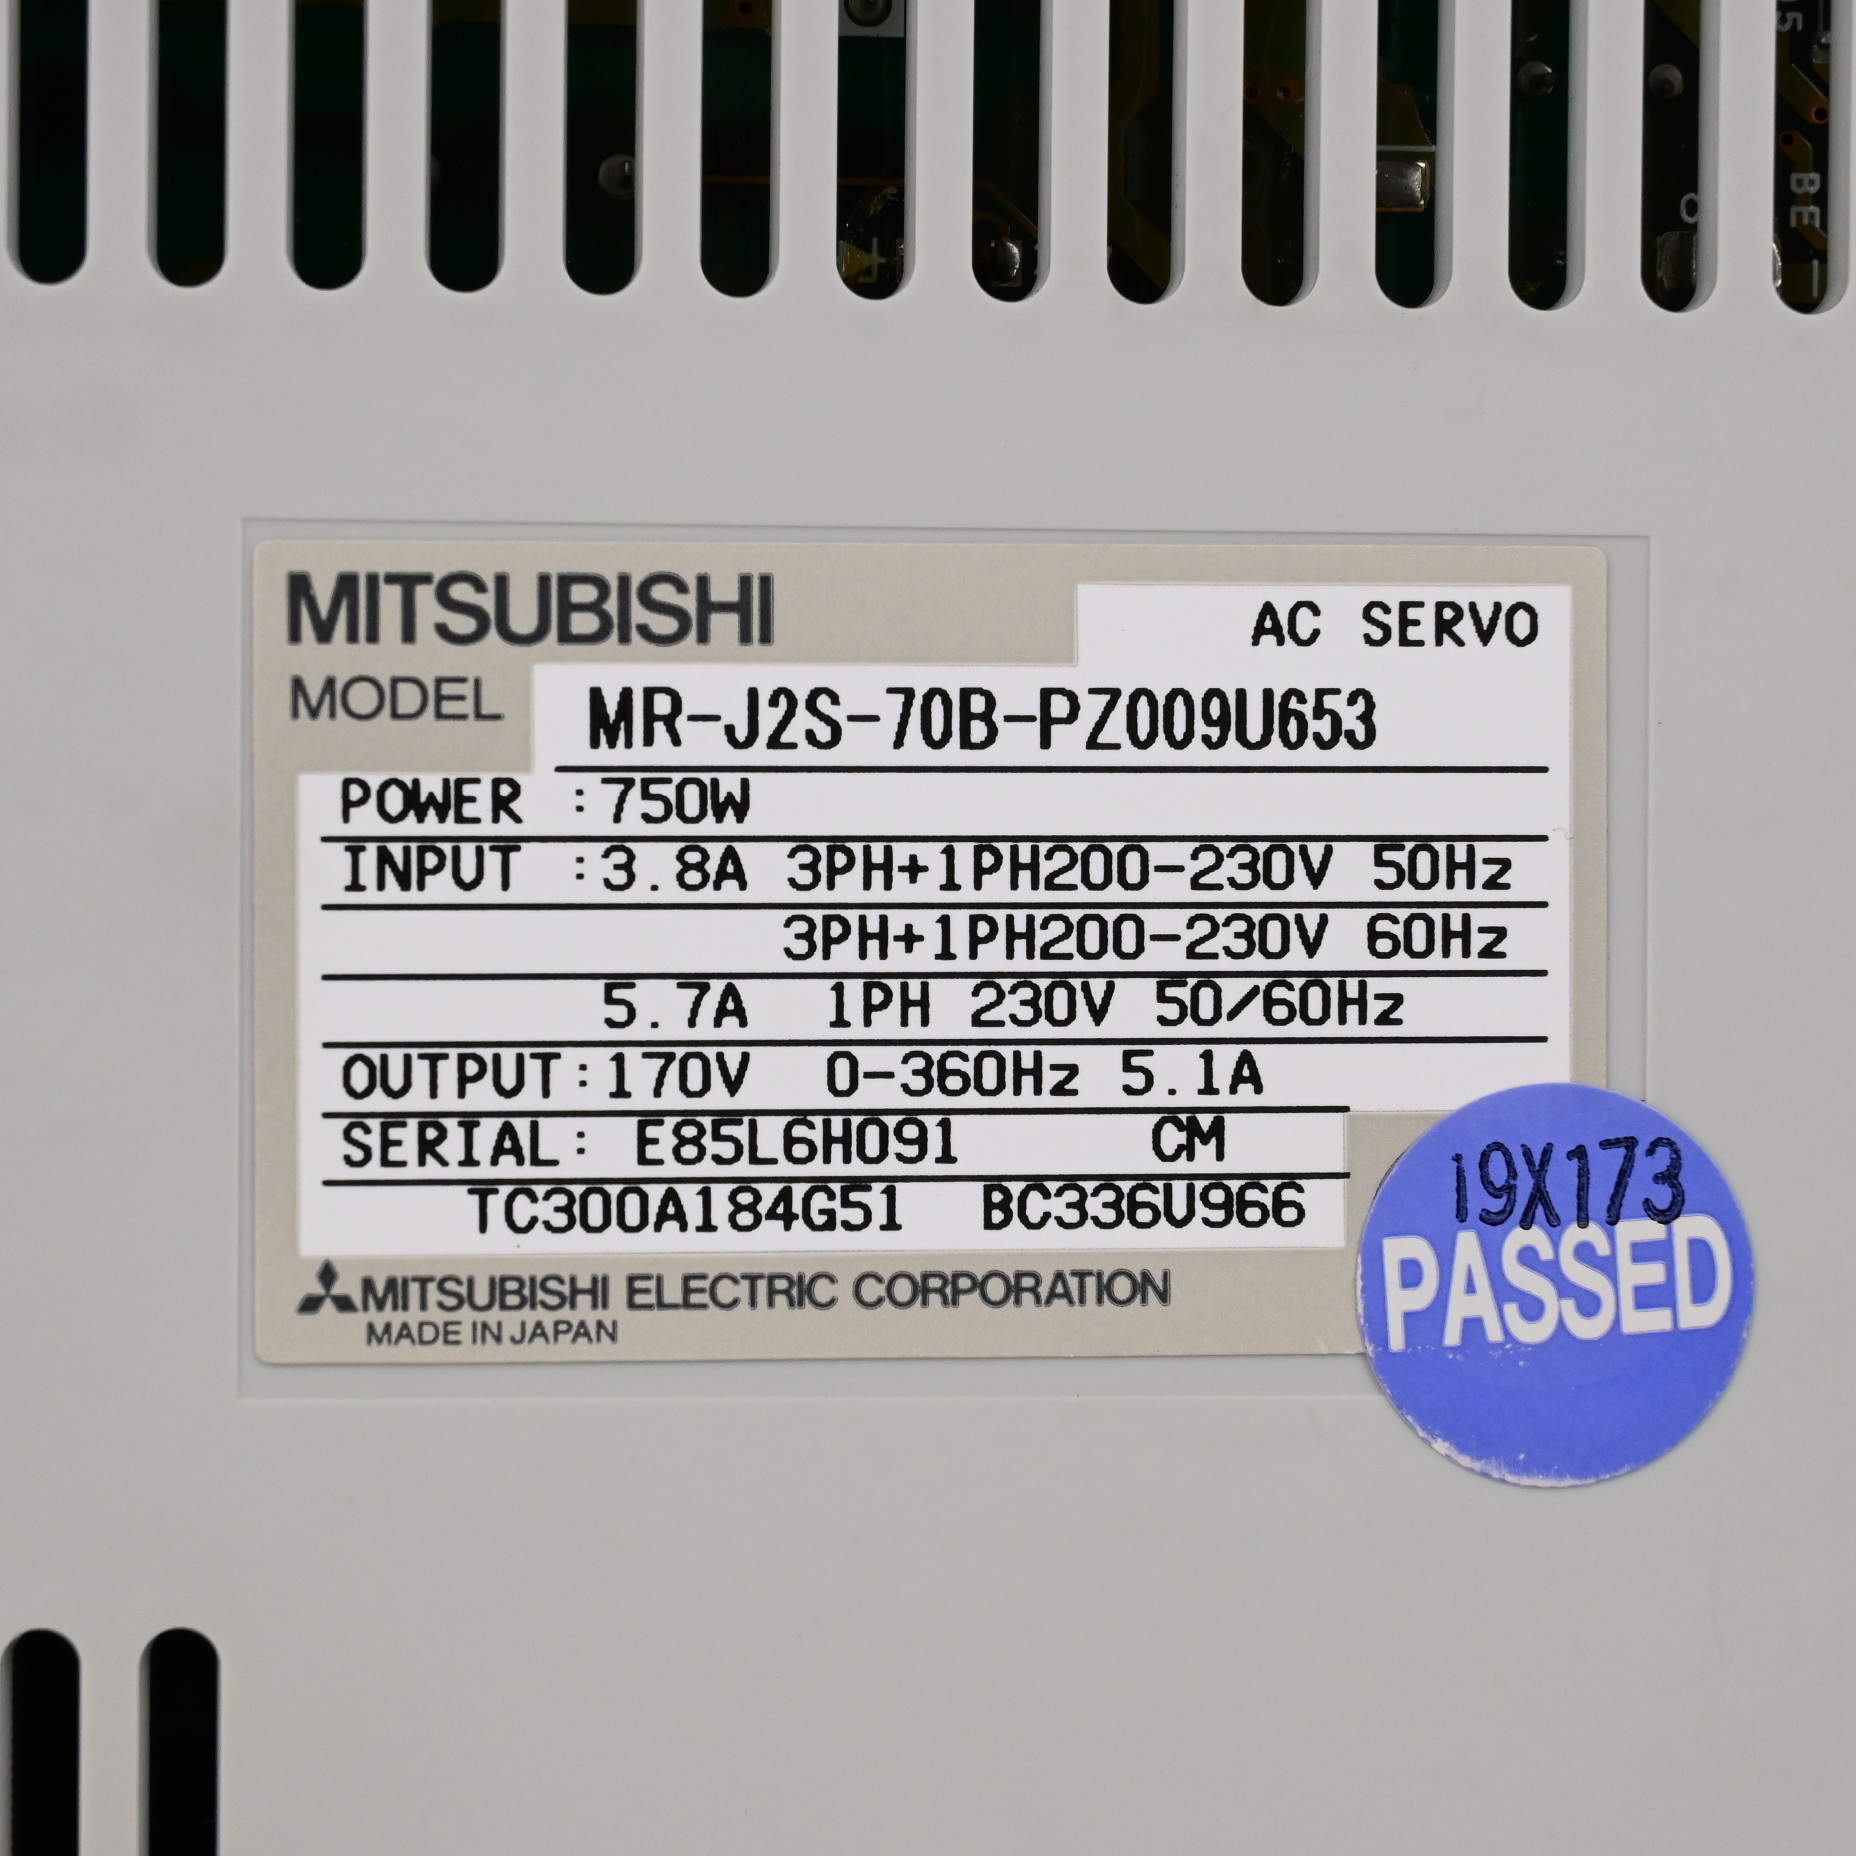 MITSUBISHI
AC SERVO
MODEL MR-J2S-70B-PZ009U653
POWER :750W
INPUT :3.8A 3PH+1PH200-230V 50Hz
3PH+1PH200-230V 60Hz
5.7A 1PH 230V 50/60Hz
OUTPUT:170V 0-360Hz 5.1A
SERIAL: E85L6H091 CM
TC300A184G51 BC336U966
MITSUBISHI ELECTRIC CORPORATION
MADE IN JAPAN
19X173
PASSED
BE